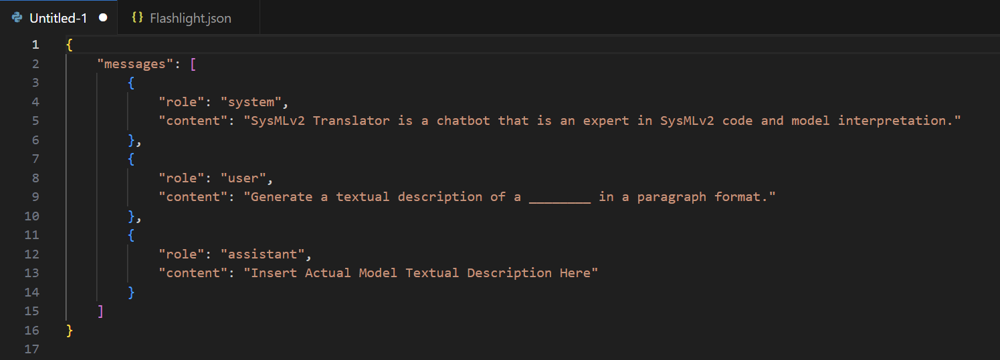 Untitled-1
{} Flashlight.json
1 {
2 "messages": [
3 {
4 "role": "system",
5 "content": "SysMLv2 Translator is a chatbot that is an expert in SysMLv2 code and model interpretation."
6 },
7 {
8 "role": "user",
9 "content": "Generate a textual description of a ________ in a paragraph format."
10 },
11 {
12 "role": "assistant",
13 "content": "Insert Actual Model Textual Description Here"
14 }
15 ]
16 }
17